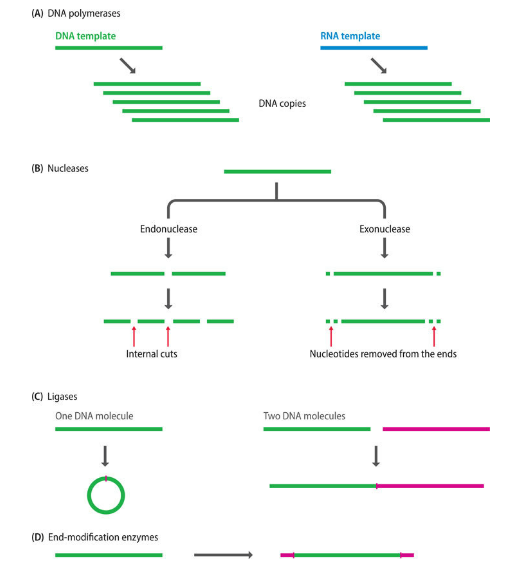 (A) DNA polymerases
DNA template
RNA template
DNA copies
(B) Nucleases
Endonuclease
Exonuclease
Internal cuts
Nucleotides removed from the ends
(C) Ligases
One DNA molecule
Two DNA molecules
(D) End-modification enzymes